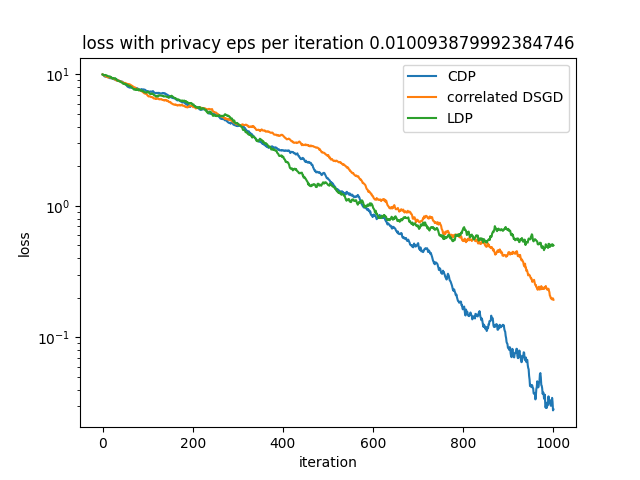 loss with privacy eps per iteration 0.010093879992384746
CDP
correlated DSGD
LDP
10¹
10⁰
10⁻¹
loss
0 200 400 600 800 1000
iteration